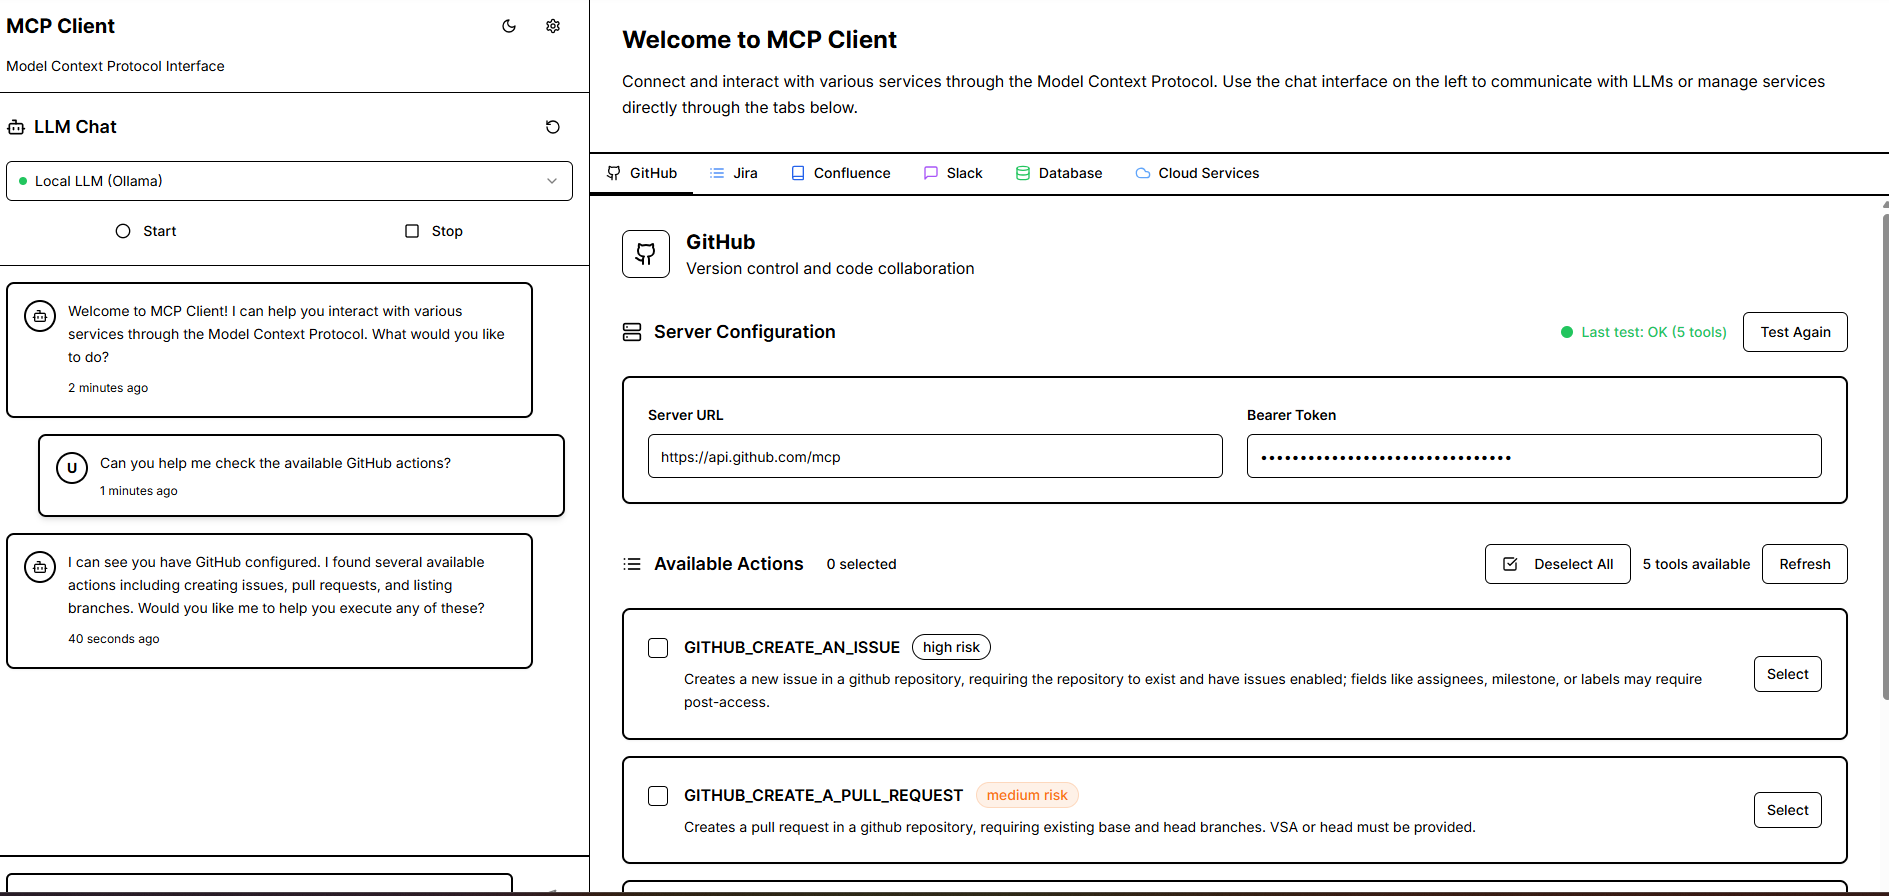 MCP Client
Model Context Protocol Interface
LLM Chat
Local LLM (Ollama)
Start
Stop
Welcome to MCP Client! I can help you interact with various
services through the Model Context Protocol. What would you like
to do?
2 minutes ago
U
Can you help me check the available GitHub actions?
1 minutes ago
I can see you have GitHub configured. I found several available
actions including creating issues, pull requests, and listing
branches. Would you like me to help you execute any of these?
40 seconds ago
Welcome to MCP Client
Connect and interact with various services through the Model Context Protocol. Use the chat interface on the left to communicate with LLMs or manage services
directly through the tabs below.
GitHub
Jira
Confluence
Slack
Database
Cloud Services
GitHub
Version control and code collaboration
Server Configuration
Last test: OK (5 tools)
Test Again
Server URL
Bearer Token
https://api.github.com/mcp
••••••••••••••••••••••••••••••••
Available Actions
0 selected
Deselect All
5 tools available
Refresh
GITHUB_CREATE_AN_ISSUE
high risk
Creates a new issue in a github repository, requiring the repository to exist and have issues enabled; fields like assignees, milestone, or labels may require
post-access.
Select
GITHUB_CREATE_A_PULL_REQUEST
medium risk
Creates a pull request in a github repository, requiring existing base and head branches. VSA or head must be provided.
Select